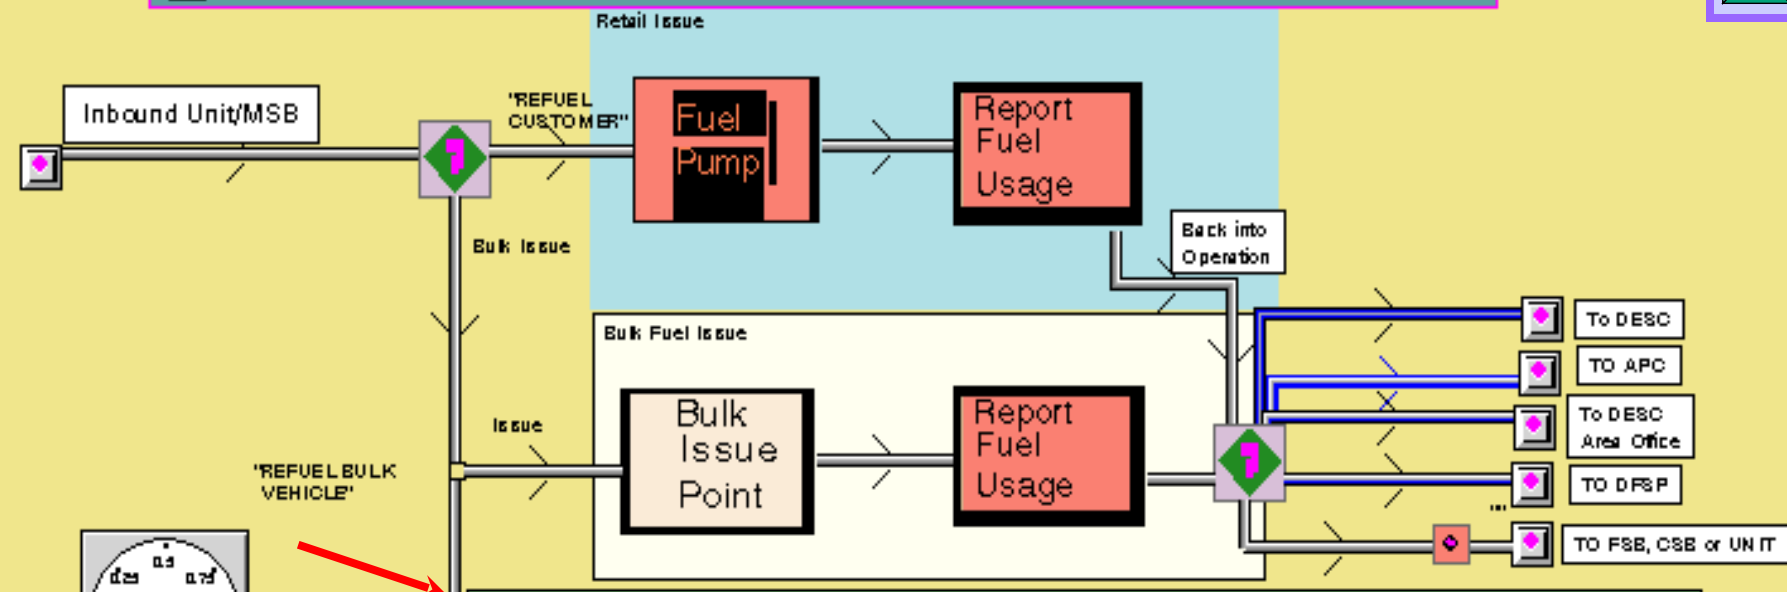 Retail Issue
Inbound Unit/MSB
"REFUEL
CUSTOMER"
Fuel
Pump
Report
Fuel
Usage
Bulk Issue
Back into
Operation
Bulk Fuel Issue
To DESC
TO APC
To DESC
Area Office
Issue
Bulk
Issue
Point
Report
Fuel
Usage
"REFUEL BULK
VEHICLE"
TO DFSP
TO FSB, CSB or UNIT
0.25 0.5 0.75